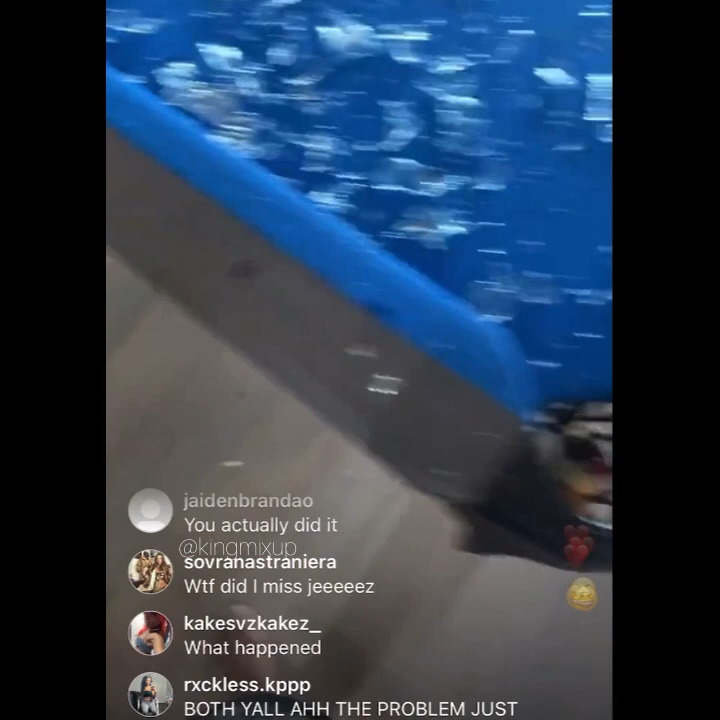 jaidenbrandao
You actually did it
@kingmixup
sovranastraniera
Wtf did I miss jeeeeez
kakesvzkakez_
What happened
rxckless.kppp
BOTH YALL AHH THE PROBLEM JUST